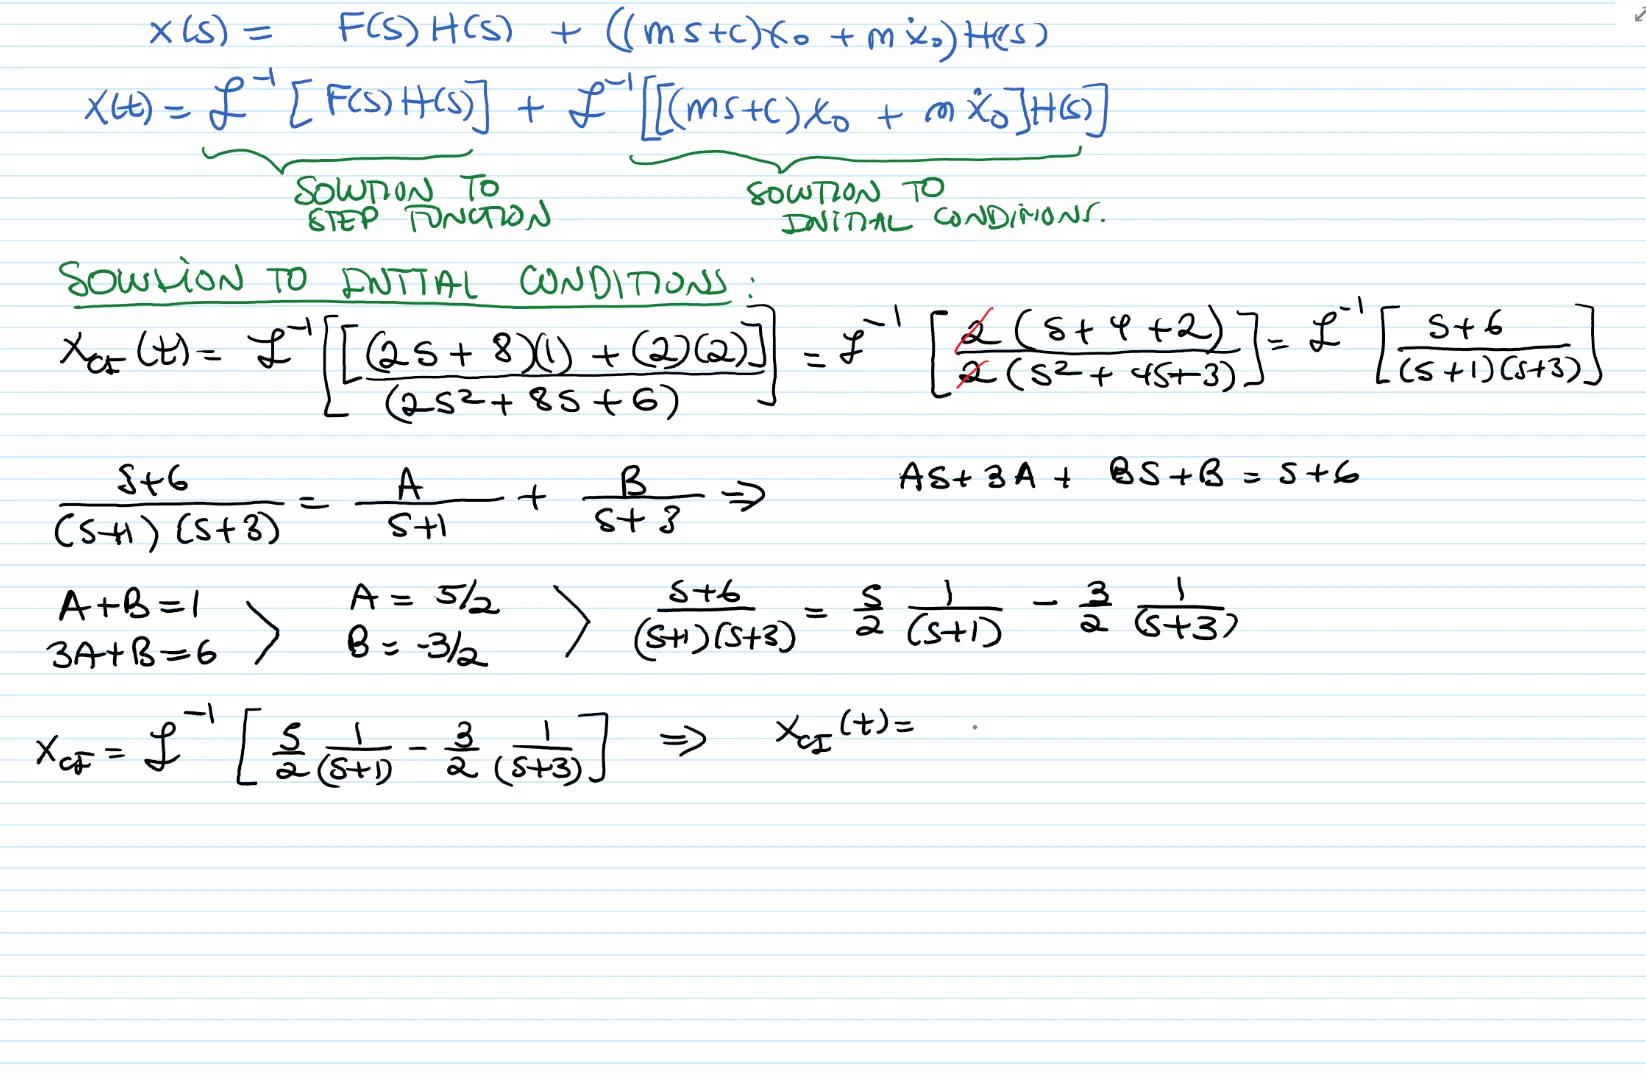 x(s) = F(s)H(s) + ((ms+c)x₀ + mẋ₀)H(s)
x(t) = ℒ⁻¹[F(s)H(s)] + ℒ⁻¹[[(ms+c)x₀ + mẋ₀]H(s)]
SOLUTION TO STEP FUNCTION
SOLUTION TO INITIAL CONDITIONS.
SOLUTION TO INITIAL CONDITIONS:
x_CI(t) = ℒ⁻¹[[(2s+8)(1) + (2)(2)]/(2s²+8s+6)] = ℒ⁻¹[2(s+4+2)/2(s²+4s+3)] = ℒ⁻¹[s+6/(s+1)(s+3)]
s+6/(s+1)(s+3) = A/s+1 + B/s+3 ⇒ AS+3A + BS+B = S+6
A+B=1 > A = 5/2 > s+6/(s+1)(s+3) = 5/2 1/(s+1) - 3/2 1/(s+3)
3A+B=6 B = -3/2
x_CI = ℒ⁻¹[5/2 1/(s+1) - 3/2 1/(s+3)] ⇒ x_CI(t) =